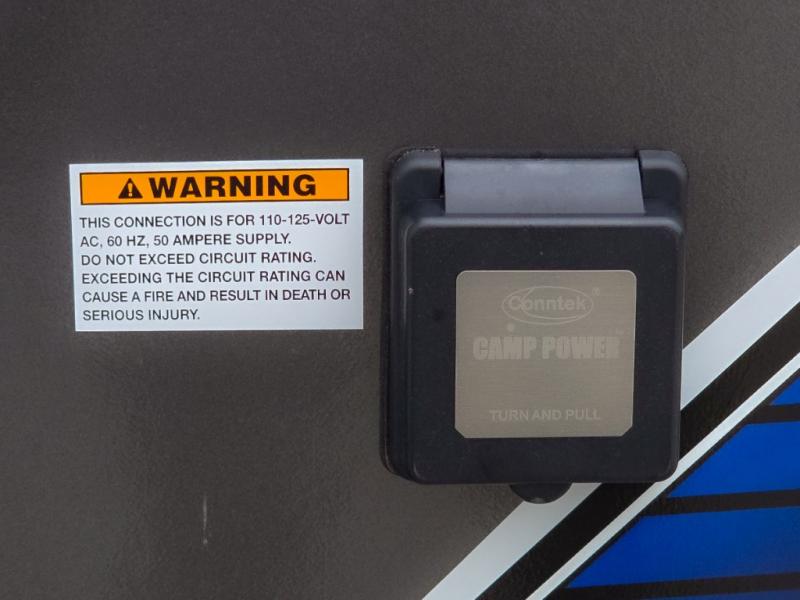 WARNING
THIS CONNECTION IS FOR 110-125-VOLT
AC, 60 HZ, 50 AMPERE SUPPLY.
DO NOT EXCEED CIRCUIT RATING.
EXCEEDING THE CIRCUIT RATING CAN
CAUSE A FIRE AND RESULT IN DEATH OR
SERIOUS INJURY.
Conntek®
CAMP POWER™
TURN AND PULL